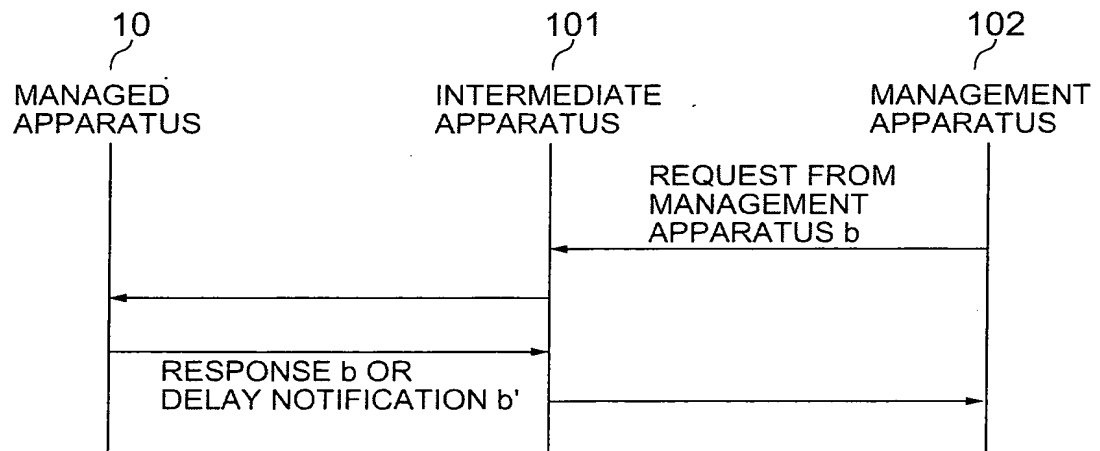 10
101
102
MANAGED
APPARATUS
INTERMEDIATE
APPARATUS
MANAGEMENT
APPARATUS
REQUEST FROM
MANAGEMENT
APPARATUS b
RESPONSE b OR
DELAY NOTIFICATION b'